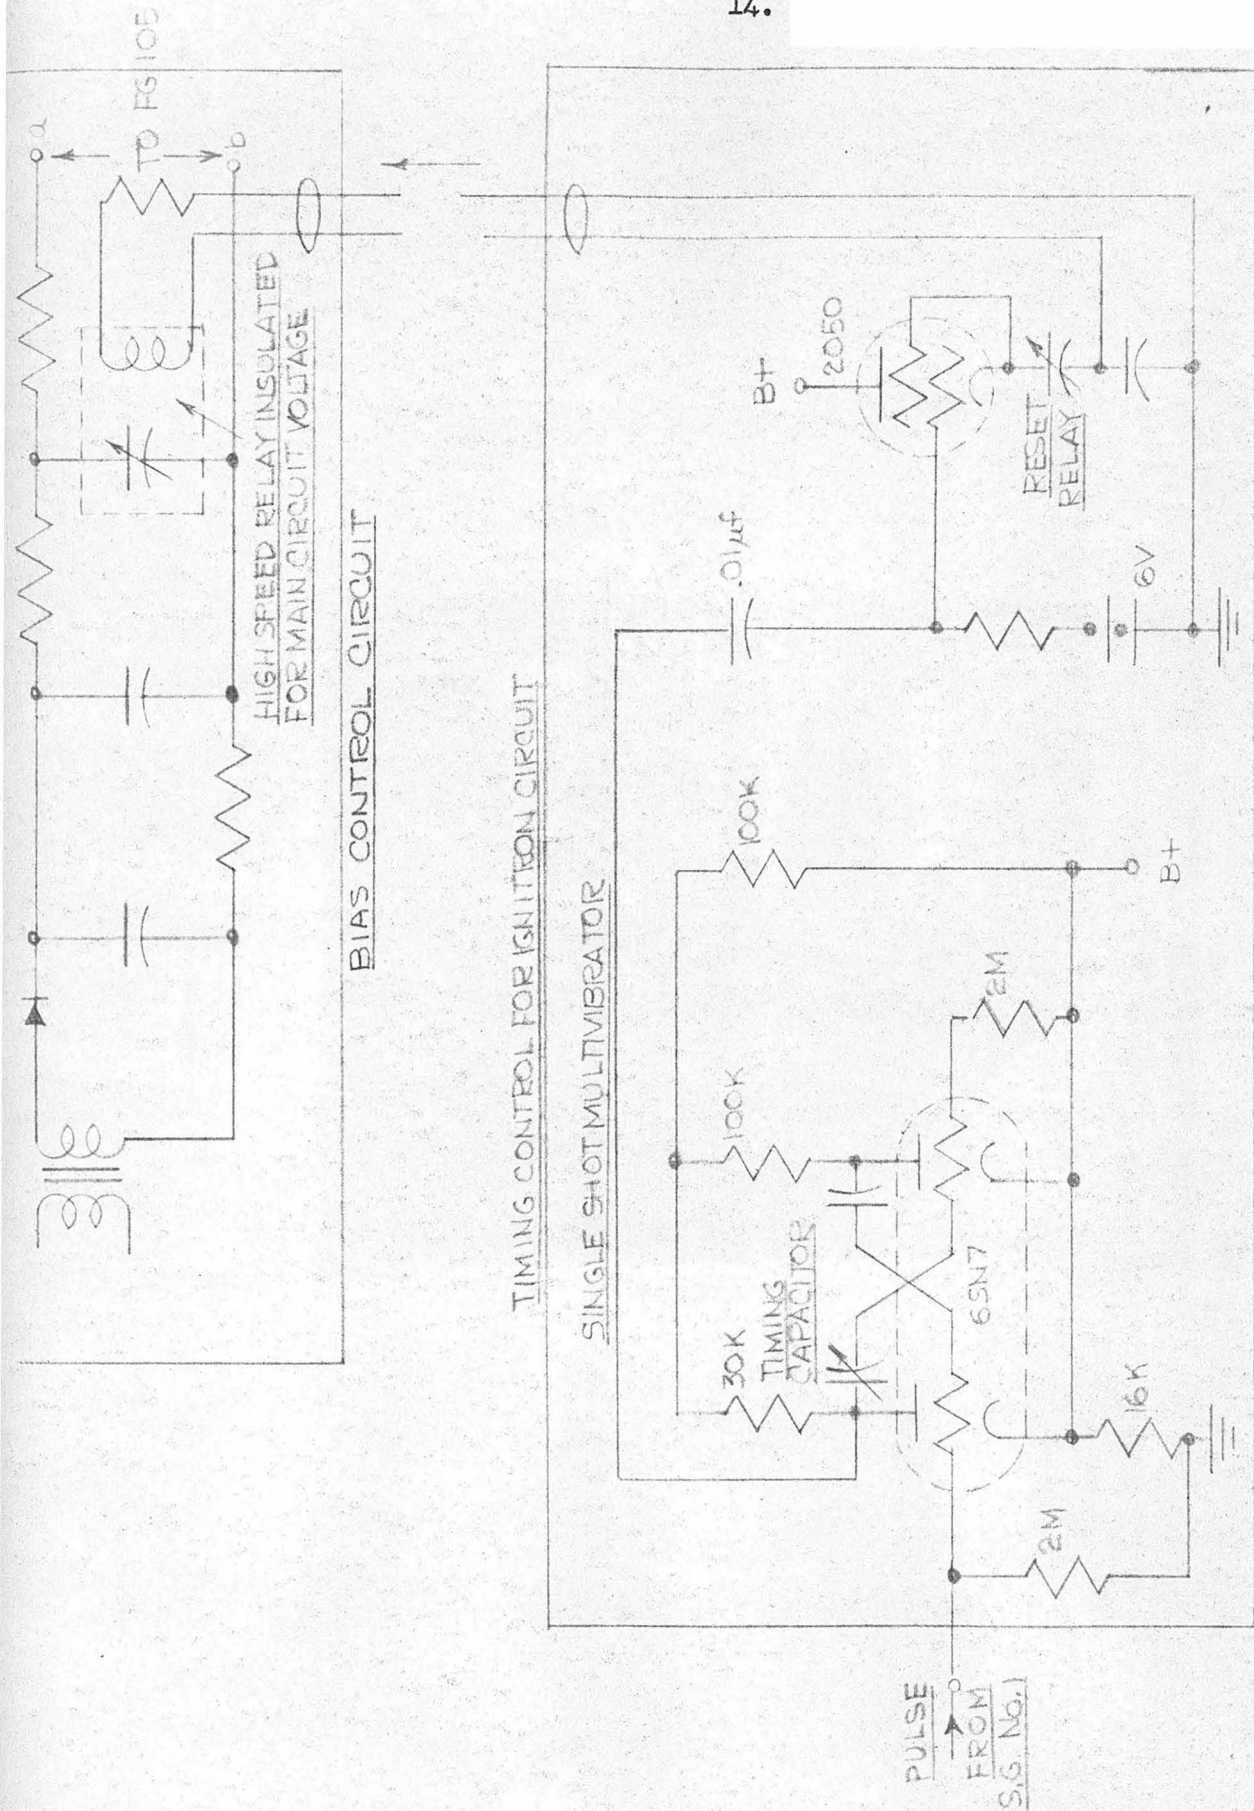 14.
TO FG 105
a
b
HIGH SPEED RELAY INSULATED
FOR MAIN CIRCUIT VOLTAGE
BIAS CONTROL CIRCUIT
TIMING CONTROL FOR IGNITRON CIRCUIT
SINGLE SHOT MULTIVIBRATOR
PULSE
FROM
S.G. No.1
2M
16K
30K
TIMING
CAPACITOR
6SN7
100K
2M
100K
B+
.01µf
6V
RESET
RELAY
B+
2050